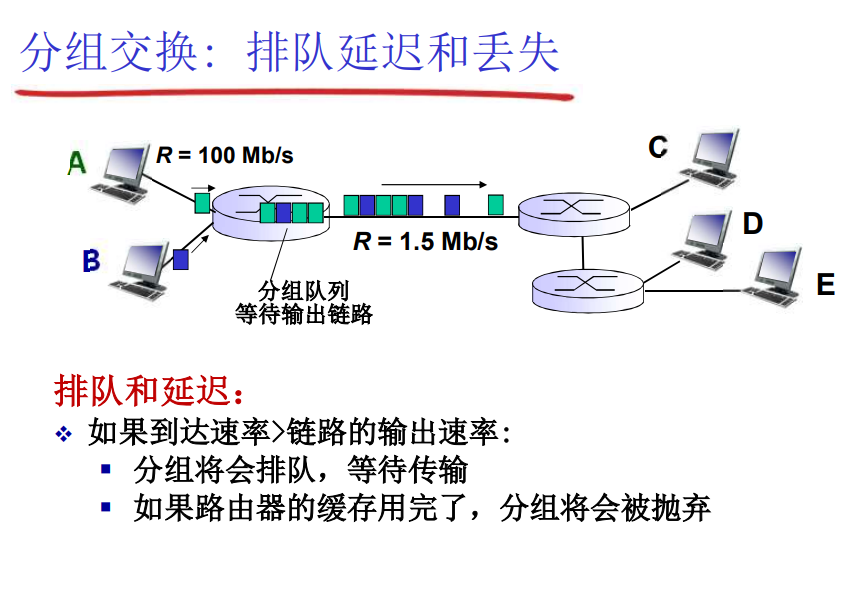 分组交换: 排队延迟和丢失
A
R = 100 Mb/s
C
B
R = 1.5 Mb/s
D
E
分组队列
等待输出链路
排队和延迟:
如果到达速率>链路的输出速率:
分组将会排队，等待传输
如果路由器的缓存用完了，分组将会被抛弃